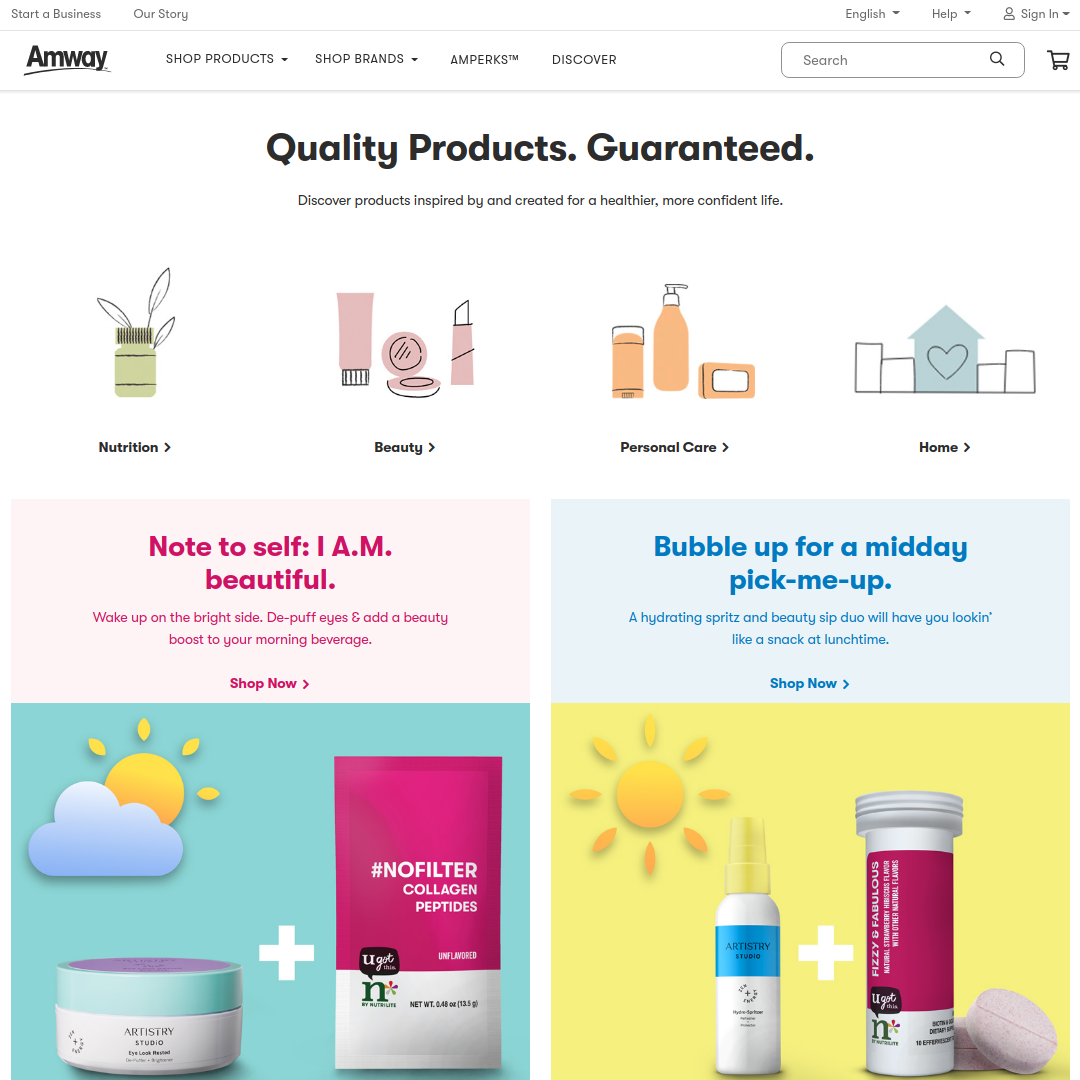 Start a Business Our Story English Help Sign In
Amway SHOP PRODUCTS SHOP BRANDS AMPERKS™ DISCOVER Search
Quality Products. Guaranteed.
Discover products inspired by and created for a healthier, more confident life.
Nutrition Beauty Personal Care Home
Note to self: I A.M.
beautiful.
Wake up on the bright side. De-puff eyes & add a beauty
boost to your morning beverage.
Shop Now
Bubble up for a midday
pick-me-up.
A hydrating spritz and beauty sip duo will have you lookin'
like a snack at lunchtime.
Shop Now
#NOFILTER
COLLAGEN
PEPTIDES
UNFLAVORED
u got
this
n
BY NUTRILITE
NET WT. 0.48 oz (13.5 g)
ARTISTRY
STUDIO
Eye Look Rested
De-Puffer + Brightener
ARTISTRY
STUDIO
Hydro-Spritzer
FIZZY & FABULOUS
NATURAL STRAWBERRY HIBISCUS FLAVOR
WITH OTHER NATURAL FLAVORS
u got
this
n
BY NUTRILITE
DIETARY